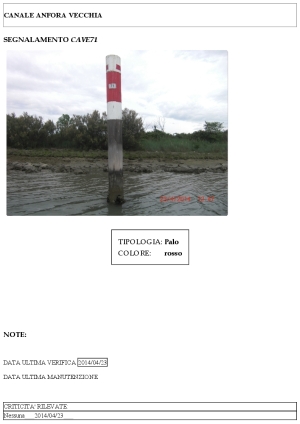 CANALE ANFORA VECCHIA
SEGNALAMENTO CAVE71
TIPOLOGIA: Palo
COLORE: rosso
NOTE:
DATA ULTIMA VERIFICA 2014/04/23
DATA ULTIMA MANUTENZIONE
CRITICITA' RILEVATE
Nessuna 2014/04/23